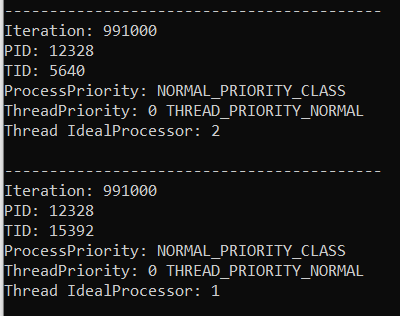 -----------------------------------------
Iteration: 991000
PID: 12328
TID: 5640
ProcessPriority: NORMAL_PRIORITY_CLASS
ThreadPriority: 0 THREAD_PRIORITY_NORMAL
Thread IdealProcessor: 2
-----------------------------------------
Iteration: 991000
PID: 12328
TID: 15392
ProcessPriority: NORMAL_PRIORITY_CLASS
ThreadPriority: 0 THREAD_PRIORITY_NORMAL
Thread IdealProcessor: 1